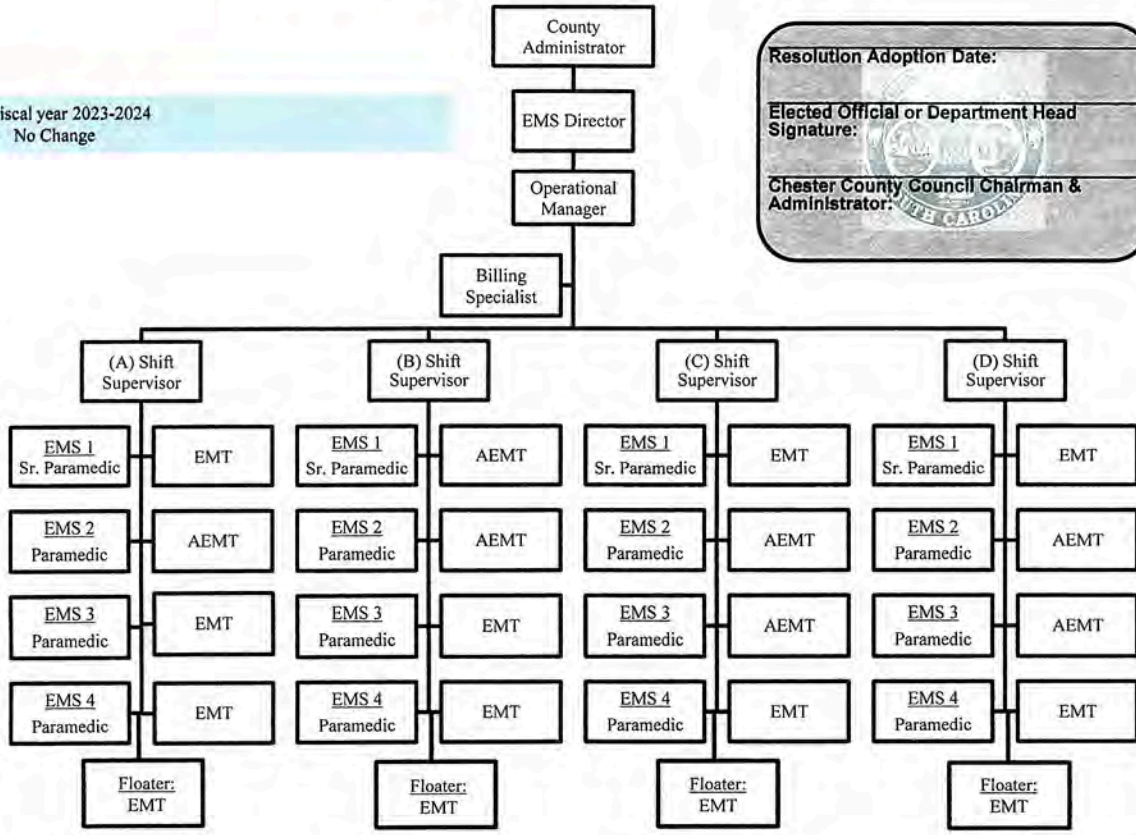 County
Administrator
Resolution Adoption Date:
iscal year 2023-2024
No Change
EMS Director
Elected Official or Department Head
Signature:
Operational
Manager
Chester County Council Chairman &
Administrator:
UTH CAROLIN
Billing
Specialist
(A) Shift
Supervisor
(B) Shift
Supervisor
(C) Shift
Supervisor
(D) Shift
Supervisor
EMS 1
Sr. Paramedic
EMT
EMS 1
Sr. Paramedic
AEMT
EMS 1
Sr. Paramedic
EMT
EMS 1
Sr. Paramedic
EMT
EMS 2
Paramedic
AEMT
EMS 2
Paramedic
AEMT
EMS 2
Paramedic
AEMT
EMS 2
Paramedic
AEMT
EMS 3
Paramedic
EMT
EMS 3
Paramedic
EMT
EMS 3
Paramedic
AEMT
EMS 3
Paramedic
AEMT
EMS 4
Paramedic
EMT
EMS 4
Paramedic
EMT
EMS 4
Paramedic
EMT
EMS 4
Paramedic
EMT
Floater:
EMT
Floater:
EMT
Floater:
EMT
Floater:
EMT